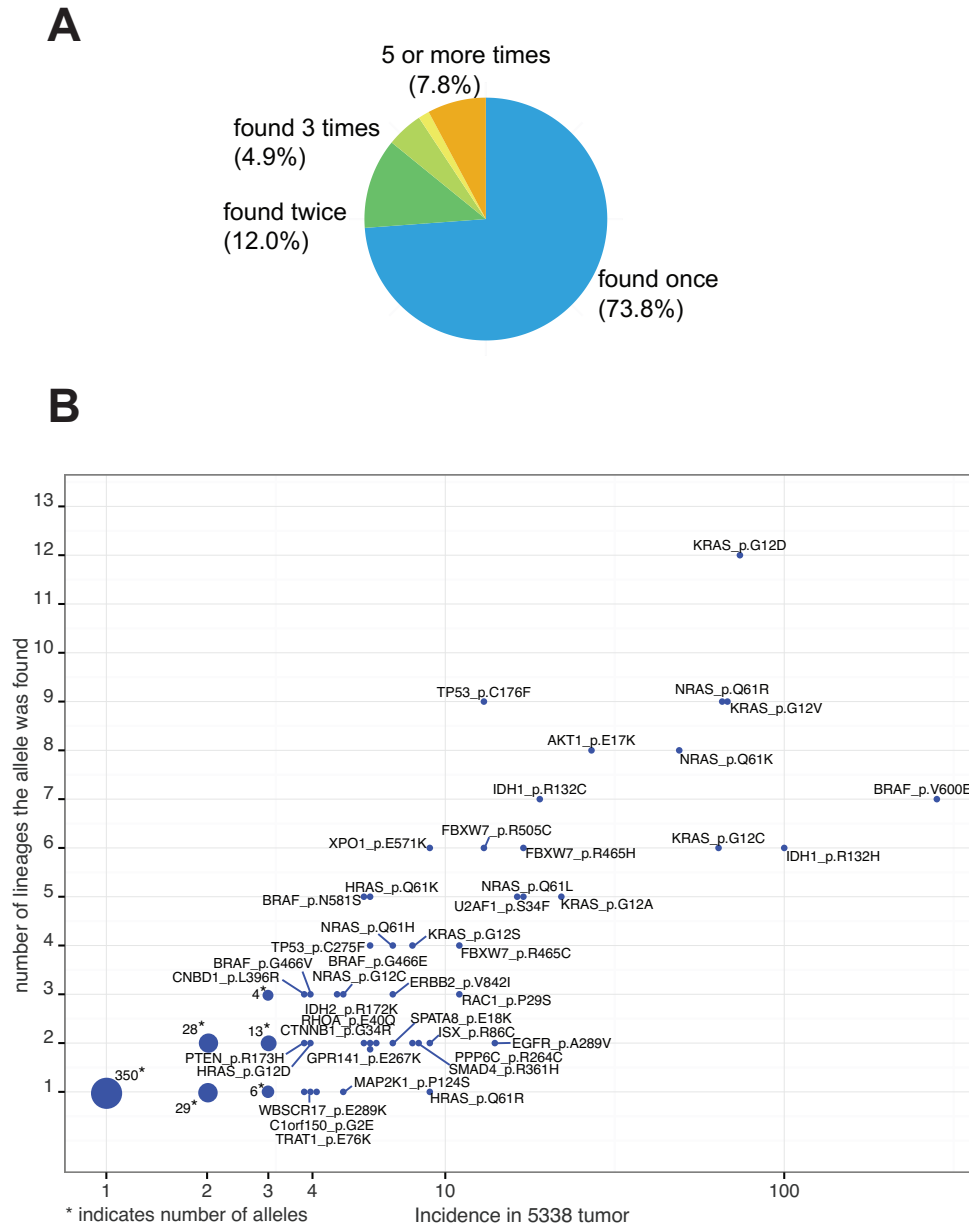 A
5 or more times
(7.8%)
found 3 times
(4.9%)
found twice
(12.0%)
found once
(73.8%)
B
number of lineages the allele was found
13
12
11
10
9
8
7
6
5
4
3
2
1
KRAS_p.G12D
TP53_p.C176F
NRAS_p.Q61R
KRAS_p.G12V
AKT1_p.E17K
NRAS_p.Q61K
IDH1_p.R132C
BRAF_p.V600E
FBXW7_p.R505C
XPO1_p.E571K
FBXW7_p.R465H
KRAS_p.G12C
IDH1_p.R132H
HRAS_p.Q61K
BRAF_p.N581S
NRAS_p.Q61L
U2AF1_p.S34F
KRAS_p.G12A
NRAS_p.Q61H
KRAS_p.G12S
TP53_p.C275F
FBXW7_p.R465C
BRAF_p.G466V
BRAF_p.G466E
CNBD1_p.L396R
NRAS_p.G12C
ERBB2_p.V842I
4*
RAC1_p.P29S
IDH2_p.R172K
RHOA_p.E40Q
SPATA8_p.E18K
28*
13*
CTNNB1_p.G34R
ISX_p.R86C
EGFR_p.A289V
PTEN_p.R173H
GPR141_p.E267K
PPP6C_p.R264C
HRAS_p.G12D
SMAD4_p.R361H
350*
29*
6*
MAP2K1_p.P124S
HRAS_p.Q61R
WBSCR17_p.E289K
C1orf150_p.G2E
TRAT1_p.E76K
1 2 3 4 10 100
* indicates number of alleles
Incidence in 5338 tumor